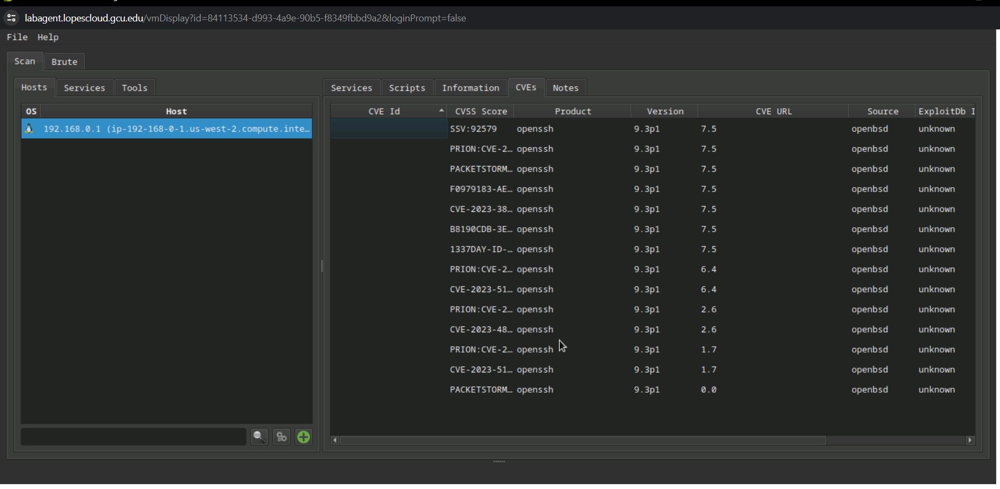 labagent.lopescloud.gcu.edu/vmDisplay?id=84113534-d993-4a9e-90b5-f8349fbbd9a2&loginPrompt=false
File Help
Scan Brute
Hosts Services Tools
Services Scripts Information CVEs Notes
OS Host
192.168.0.1 (ip-192-168-0-1.us-west-2.compute.inte…
CVE Id CVSS Score Product Version CVE URL Source ExploitDb I
SSV:92579 openssh 9.3p1 7.5 openbsd unknown
PRION:CVE-2… openssh 9.3p1 7.5 openbsd unknown
PACKETSTORM… openssh 9.3p1 7.5 openbsd unknown
F0979183-AE… openssh 9.3p1 7.5 openbsd unknown
CVE-2023-38… openssh 9.3p1 7.5 openbsd unknown
B8190CDB-3E… openssh 9.3p1 7.5 openbsd unknown
1337DAY-ID-… openssh 9.3p1 7.5 openbsd unknown
PRION:CVE-2… openssh 9.3p1 6.4 openbsd unknown
CVE-2023-51… openssh 9.3p1 6.4 openbsd unknown
PRION:CVE-2… openssh 9.3p1 2.6 openbsd unknown
CVE-2023-48… openssh 9.3p1 2.6 openbsd unknown
PRION:CVE-2… openssh 9.3p1 1.7 openbsd unknown
CVE-2023-51… openssh 9.3p1 1.7 openbsd unknown
PACKETSTORM… openssh 9.3p1 0.0 openbsd unknown